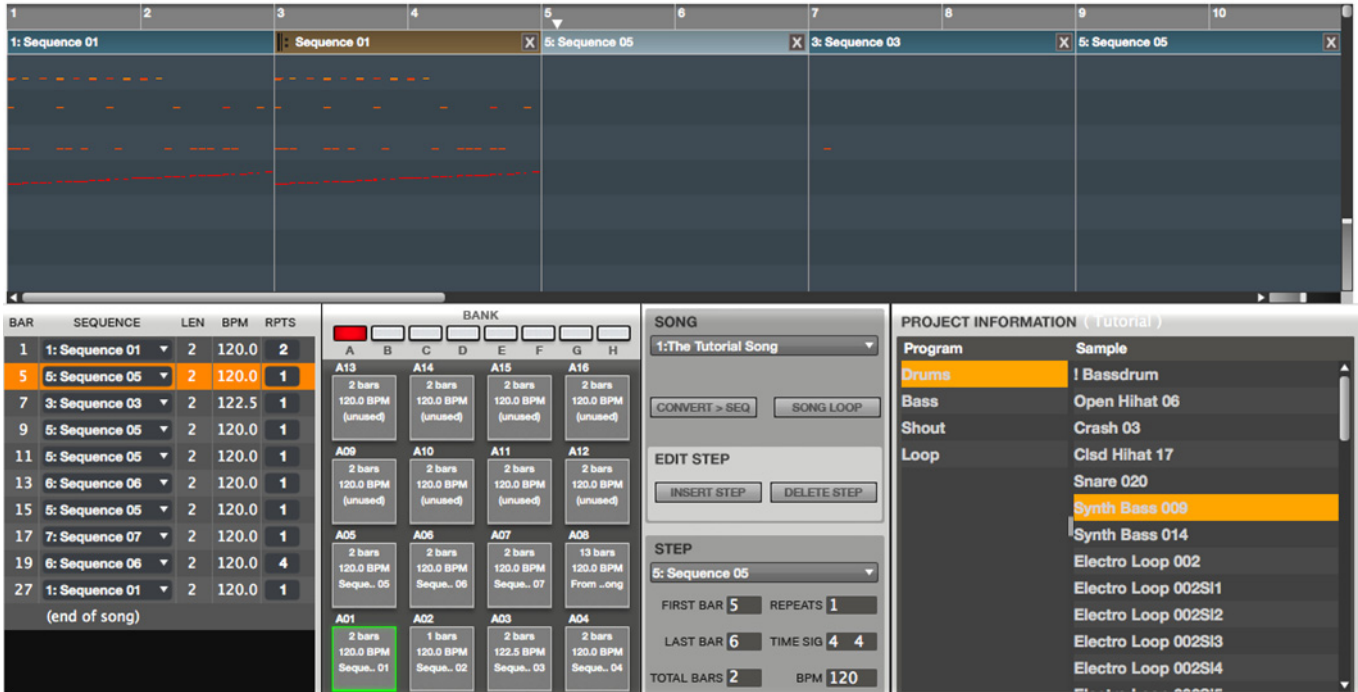 1 2 3 4 5 6 7 8 9 10
1: Sequence 01 Sequence 01 X 5: Sequence 05 X 3: Sequence 03 X 5: Sequence 05 X
BAR SEQUENCE LEN BPM RPTS
1 1: Sequence 01 2 120.0 2
5 5: Sequence 05 2 120.0 1
7 3: Sequence 03 2 122.5 1
9 5: Sequence 05 2 120.0 1
11 5: Sequence 05 2 120.0 1
13 6: Sequence 06 2 120.0 1
15 5: Sequence 05 2 120.0 1
17 7: Sequence 07 2 120.0 1
19 6: Sequence 06 2 120.0 4
27 1: Sequence 01 2 120.0 1
(end of song)
BANK
A B C D E F G H
A13 A14 A15 A16
2 bars 2 bars 2 bars 2 bars
120.0 BPM 120.0 BPM 120.0 BPM 120.0 BPM
(unused) (unused) (unused) (unused)
A09 A10 A11 A12
2 bars 2 bars 2 bars 2 bars
120.0 BPM 120.0 BPM 120.0 BPM 120.0 BPM
(unused) (unused) (unused) (unused)
A05 A06 A07 A08
2 bars 2 bars 2 bars 13 bars
120.0 BPM 120.0 BPM 120.0 BPM 120.0 BPM
Seque.. 05 Seque.. 06 Seque.. 07 From ..ong
A01 A02 A03 A04
2 bars 1 bars 2 bars 2 bars
120.0 BPM 120.0 BPM 122.5 BPM 120.0 BPM
Seque.. 01 Seque.. 02 Seque.. 03 Seque.. 04
SONG
1:The Tutorial Song
CONVERT > SEQ SONG LOOP
EDIT STEP
INSERT STEP DELETE STEP
STEP
5: Sequence 05
FIRST BAR 5 REPEATS 1
LAST BAR 6 TIME SIG 4 4
TOTAL BARS 2 BPM 120
PROJECT INFORMATION ( Tutorial )
Program Sample
Drums ! Bassdrum
Bass Open Hihat 06
Shout Crash 03
Loop Clsd Hihat 17
Snare 020
Synth Bass 009
Synth Bass 014
Electro Loop 002
Electro Loop 002Sl1
Electro Loop 002Sl2
Electro Loop 002Sl3
Electro Loop 002Sl4